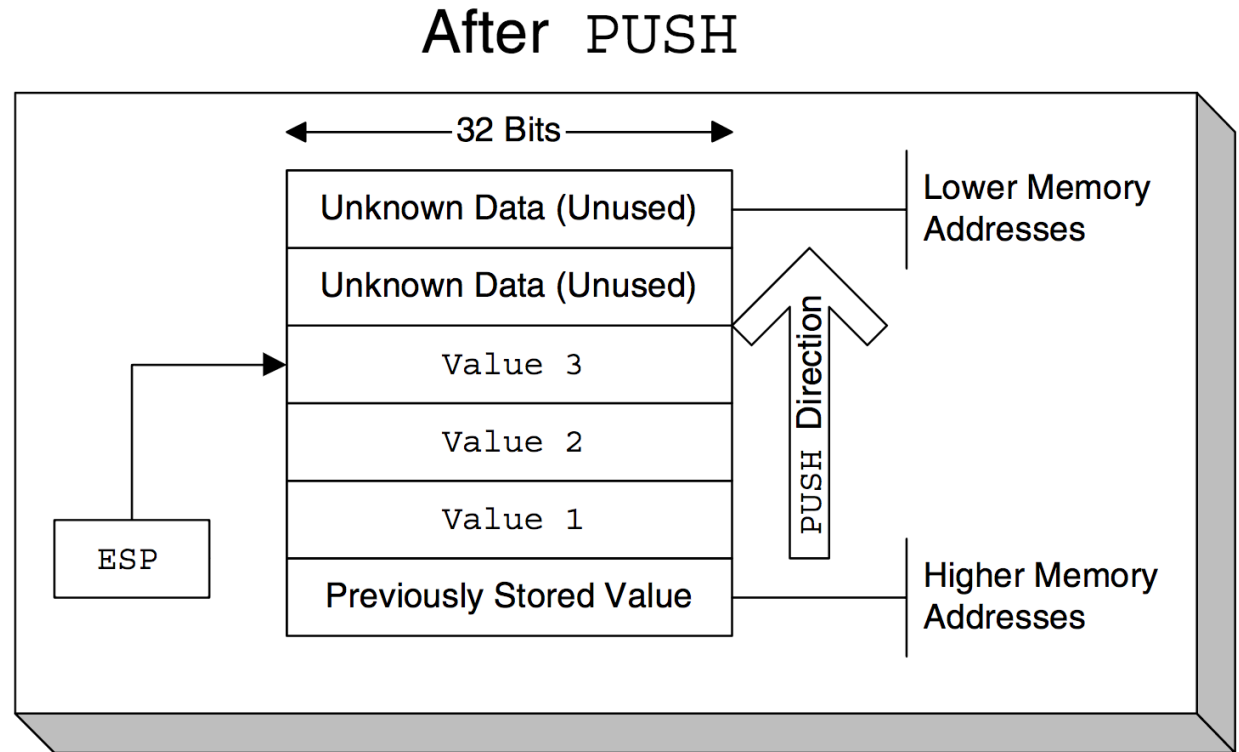 After PUSH
32 Bits
Unknown Data (Unused)
Lower Memory
Addresses
Unknown Data (Unused)
Value 3
PUSH Direction
Value 2
Value 1
ESP
Previously Stored Value
Higher Memory
Addresses